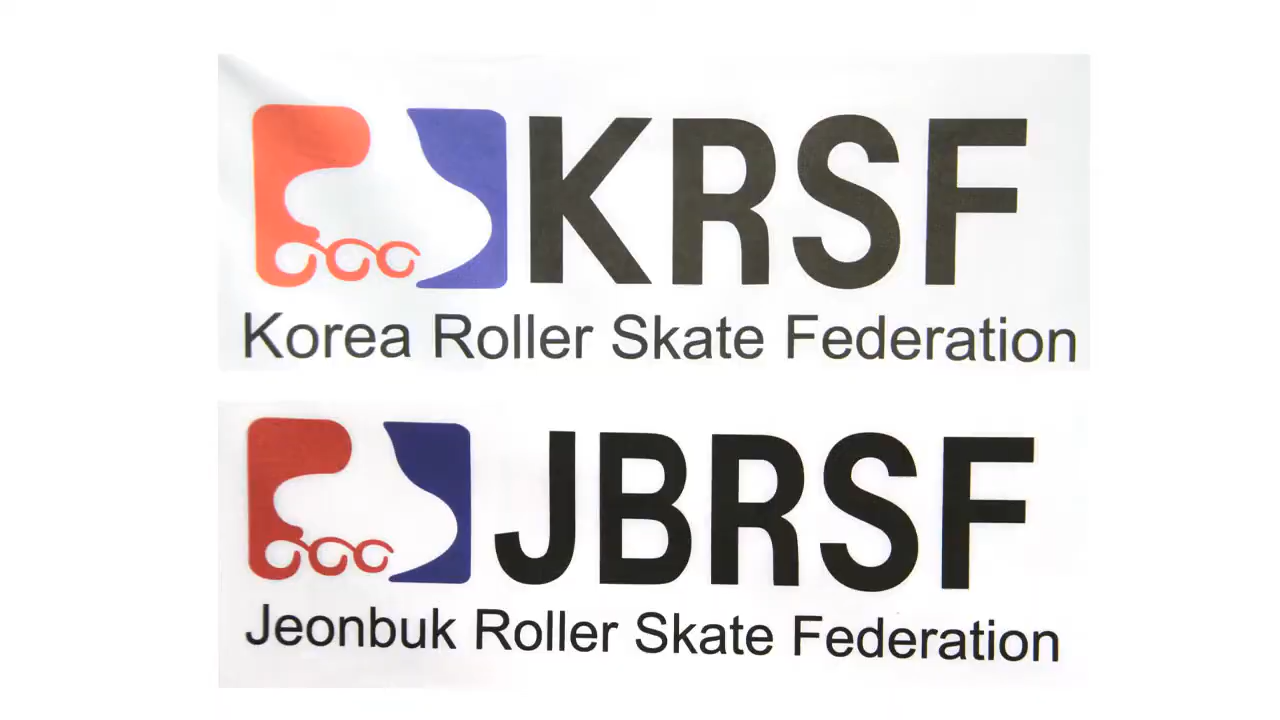 KRSF
Korea Roller Skate Federation
JBRSF
Jeonbuk Roller Skate Federation